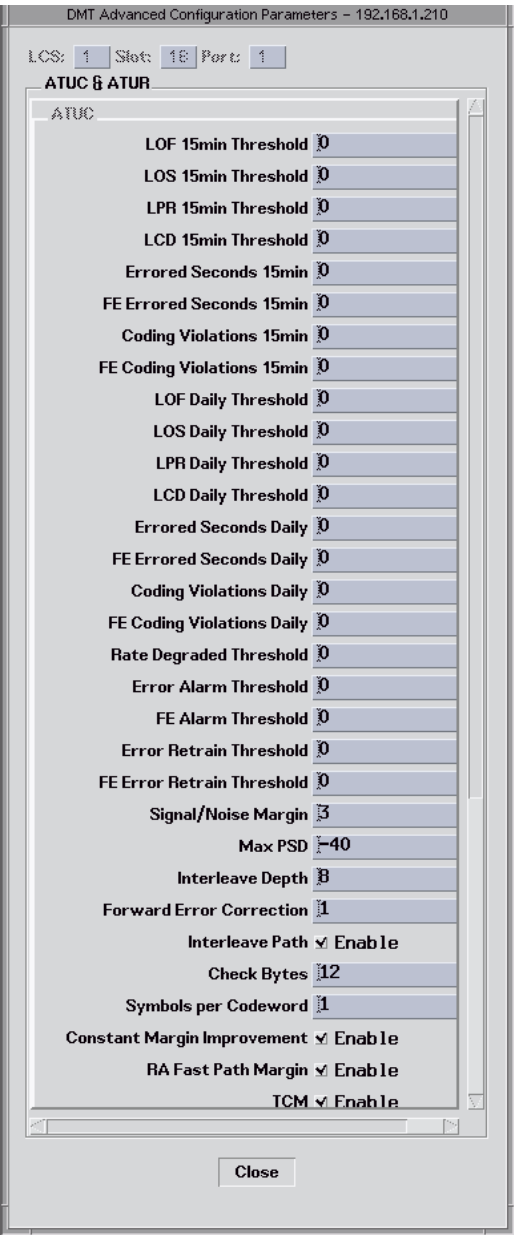 DMT Advanced Configuration Parameters – 192.168.1.210
LCS: 1 Slot: 18 Port: 1
ATUC & ATUR
ATUC
LOF 15min Threshold 0
LOS 15min Threshold 0
LPR 15min Threshold 0
LCD 15min Threshold 0
Errored Seconds 15min 0
FE Errored Seconds 15min 0
Coding Violations 15min 0
FE Coding Violations 15min 0
LOF Daily Threshold 0
LOS Daily Threshold 0
LPR Daily Threshold 0
LCD Daily Threshold 0
Errored Seconds Daily 0
FE Errored Seconds Daily 0
Coding Violations Daily 0
FE Coding Violations Daily 0
Rate Degraded Threshold 0
Error Alarm Threshold 0
FE Alarm Threshold 0
Error Retrain Threshold 0
FE Error Retrain Threshold 0
Signal/Noise Margin 3
Max PSD -40
Interleave Depth 8
Forward Error Correction 1
Interleave Path Enable
Check Bytes 12
Symbols per Codeword 1
Constant Margin Improvement Enable
RA Fast Path Margin Enable
TCM Enable
Close